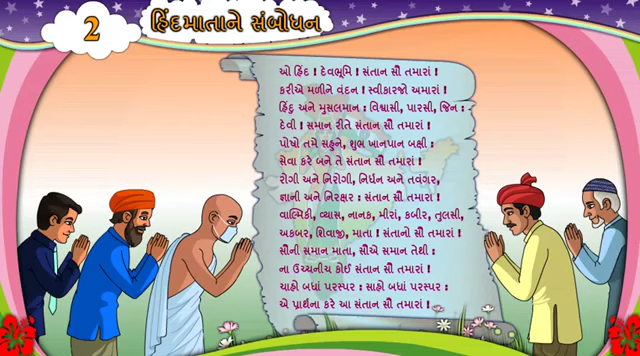 2
હિંદમાતાને સંબોધન
ઓ હિંદ ! દેવભૂમિ ! સંતાન સૌ તમારાં !
કરીએ મળીને વંદન ! સ્વીકારજો અમારાં !
હિંદુ અને મુસલમાન : વિશ્વાસી, પારસી, જિન :
દેવી ! સમાન રીતે સંતાન સૌ તમારાં !
પોષો તમે સહુને, શુભ ખાનપાન બક્ષી :
સેવા કરે બને તે સંતાન સૌ તમારાં !
રોગી અને નિરોગી, નિર્ધન અને તવંગર,
જ્ઞાની અને નિરક્ષર : સંતાન સૌ તમારાં !
વાલ્મિકી, વ્યાસ, નાનક, મીરાં, કબીર, તુલસી,
અકબર, શિવાજી, માતા ! સંતાનો સૌ તમારાં !
સૌની સમાન માતા, સૌએ સમાન તેથી :
ના ઉચ્ચનીચ કોઈ સંતાન સૌ તમારાં !
ચાહો બધાં પરસ્પર : સાહો બધાં પરસ્પર :
એ પ્રાર્થના કરે આ સંતાન સૌ તમારાં !